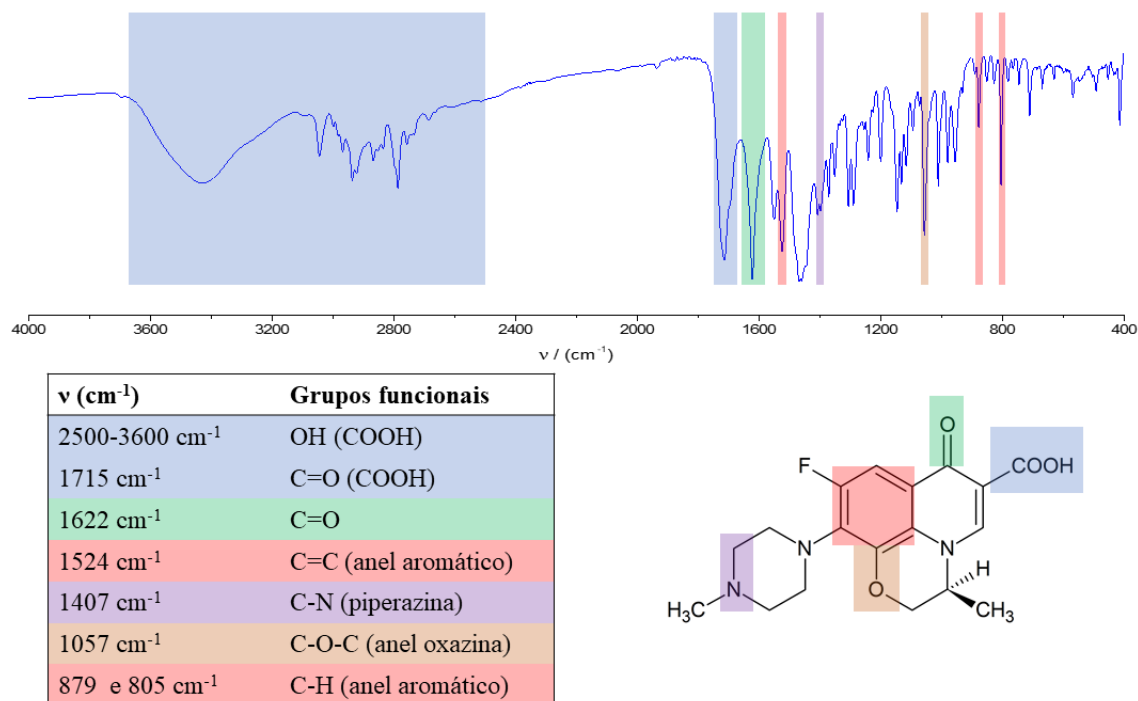 4000 3600 3200 2800 2400 2000 1600 1200 800 400
ν / (cm⁻¹)
ν (cm⁻¹) Grupos funcionais
2500-3600 cm⁻¹ OH (COOH)
1715 cm⁻¹ C=O (COOH)
1622 cm⁻¹ C=O
1524 cm⁻¹ C=C (anel aromático)
1407 cm⁻¹ C-N (piperazina)
1057 cm⁻¹ C-O-C (anel oxazina)
879 e 805 cm⁻¹ C-H (anel aromático)
O
F COOH
N N
N O H
H₃C CH₃